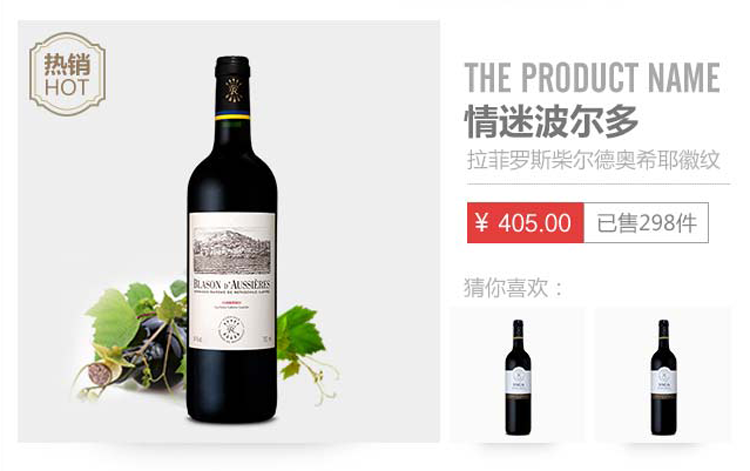 热销
HOT
THE PRODUCT NAME
情迷波尔多
拉菲罗斯柴尔德奥希耶徽纹
¥ 405.00
已售298件
猜你喜欢：
BLASON D'AUSSIÈRES